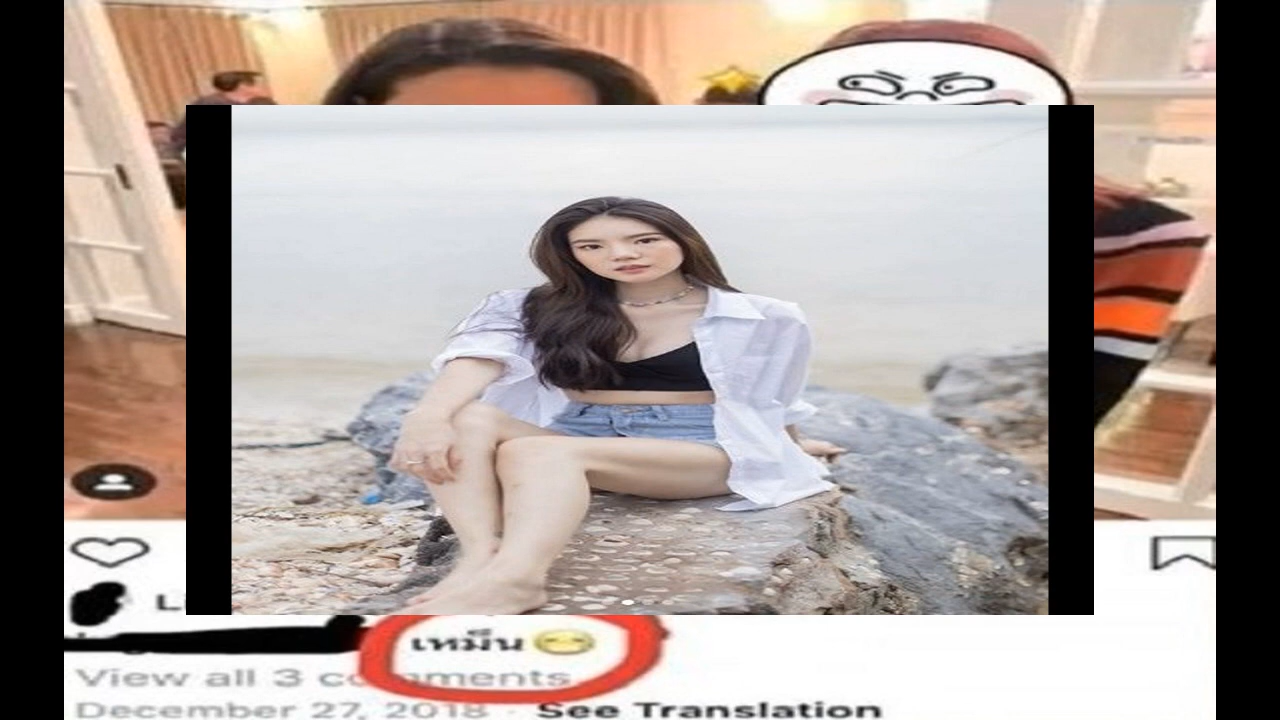 เหม็น
View all 3 comments
December 27, 2018 · See Translation